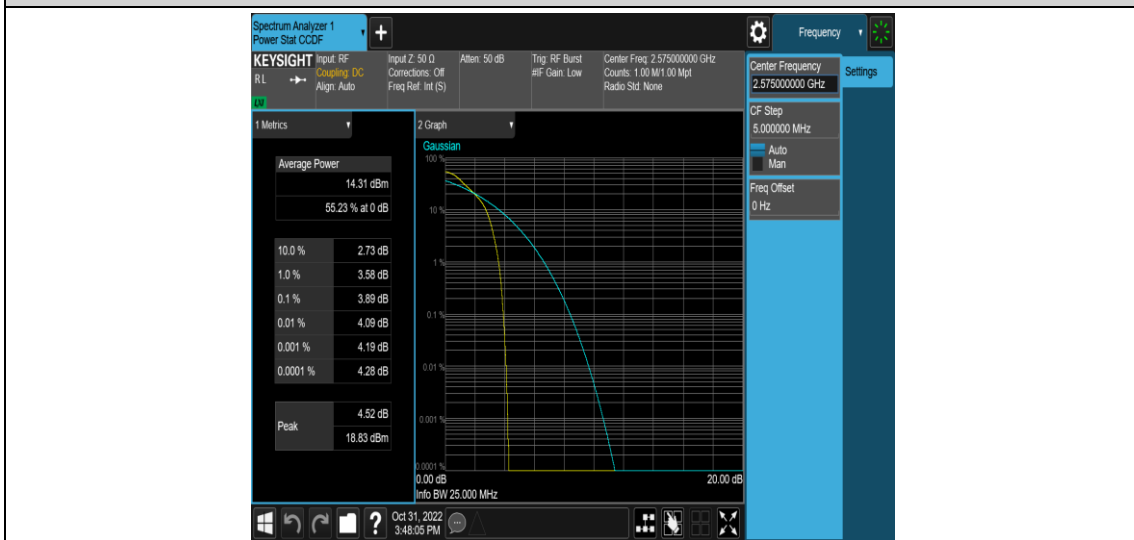 Spectrum Analyzer 1
Power Stat CCDF
+
Frequency
KEYSIGHT
RL
Input: RF
Coupling: DC
Align: Auto
Input Z: 50 Ω
Corrections: Off
Freq Ref: Int (S)
Atten: 50 dB
Trig: RF Burst
#IF Gain: Low
Center Freq: 2.575000000 GHz
Counts: 1.00 M/1.00 Mpt
Radio Std: None
Center Frequency
2.575000000 GHz
Settings
CF Step
5.000000 MHz
Auto
Man
Freq Offset
0 Hz
1 Metrics
Average Power
14.31 dBm
55.23 % at 0 dB
10.0 % 2.73 dB
1.0 % 3.58 dB
0.1 % 3.89 dB
0.01 % 4.09 dB
0.001 % 4.19 dB
0.0001 % 4.28 dB
Peak
4.52 dB
18.83 dBm
2 Graph
Gaussian
100 %
10 %
1 %
0.1 %
0.01 %
0.001 %
0.0001 %
0.00 dB
20.00 dB
Info BW 25.000 MHz
?
Oct 31, 2022
3:48:05 PM